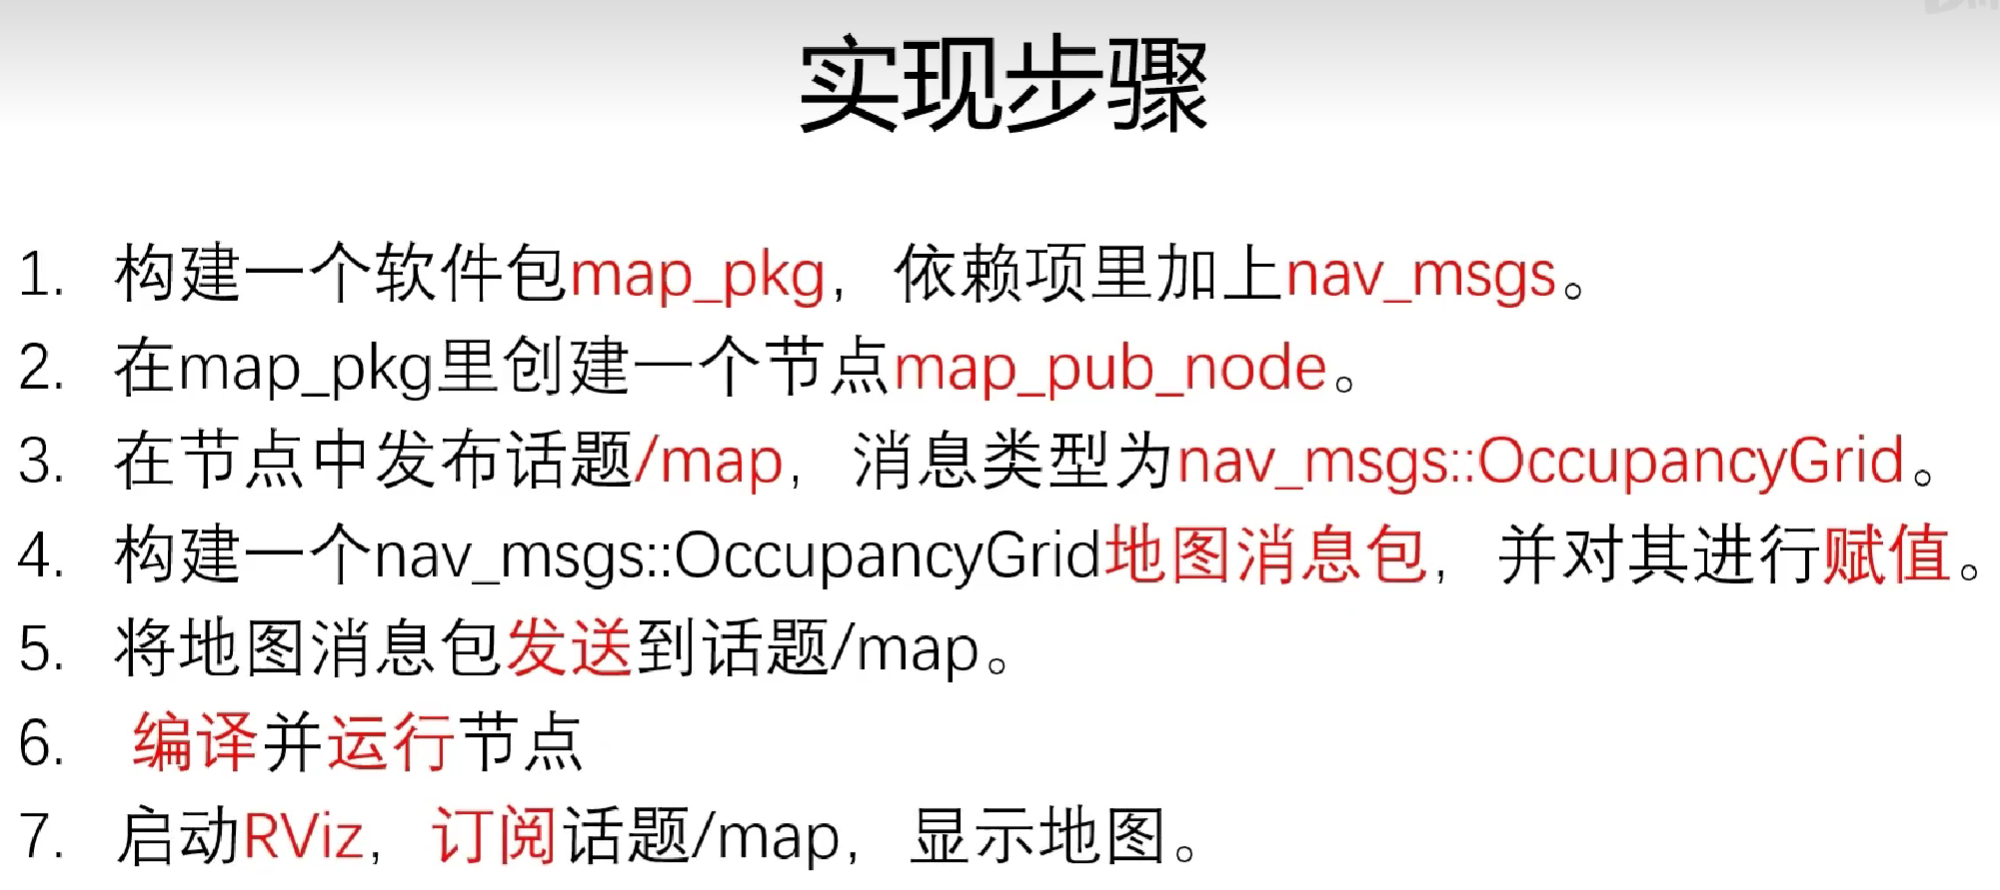 实现步骤
1. 构建一个软件包map_pkg，依赖项里加上nav_msgs。
2. 在map_pkg里创建一个节点map_pub_node。
3. 在节点中发布话题/map，消息类型为nav_msgs::OccupancyGrid。
4. 构建一个nav_msgs::OccupancyGrid地图消息包，并对其进行赋值。
5. 将地图消息包发送到话题/map。
6. 编译并运行节点
7. 启动RViz，订阅话题/map，显示地图。